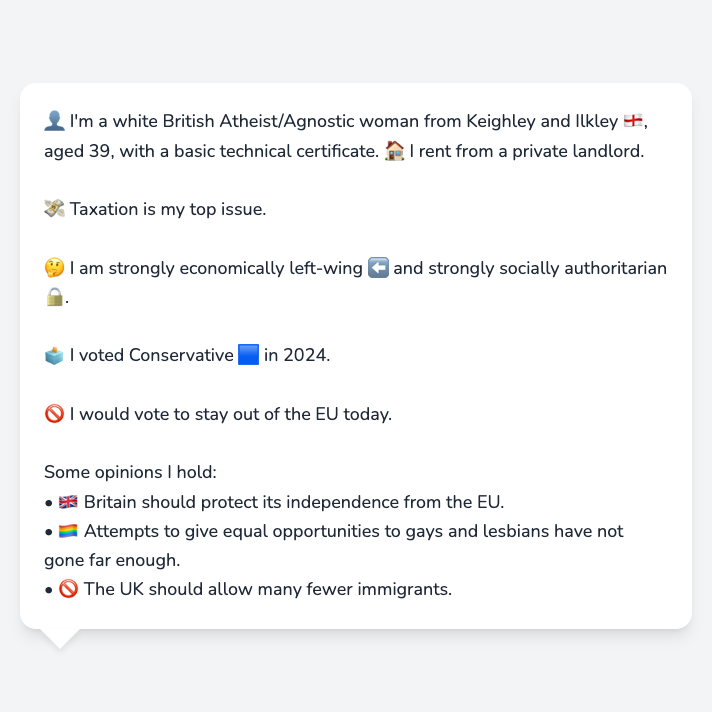 👤 I'm a white British Atheist/Agnostic woman from Keighley and Ilkley 🏴󠁧󠁢󠁥󠁮󠁧󠁿,
aged 39, with a basic technical certificate. 🏠 I rent from a private landlord.
💸 Taxation is my top issue.
🤔 I am strongly economically left-wing ⬅️ and strongly socially authoritarian
🔒.
🗳️ I voted Conservative 🟦 in 2024.
🚫 I would vote to stay out of the EU today.
Some opinions I hold:
• 🇬🇧 Britain should protect its independence from the EU.
• 🏳️‍🌈 Attempts to give equal opportunities to gays and lesbians have not
gone far enough.
• 🚫 The UK should allow many fewer immigrants.